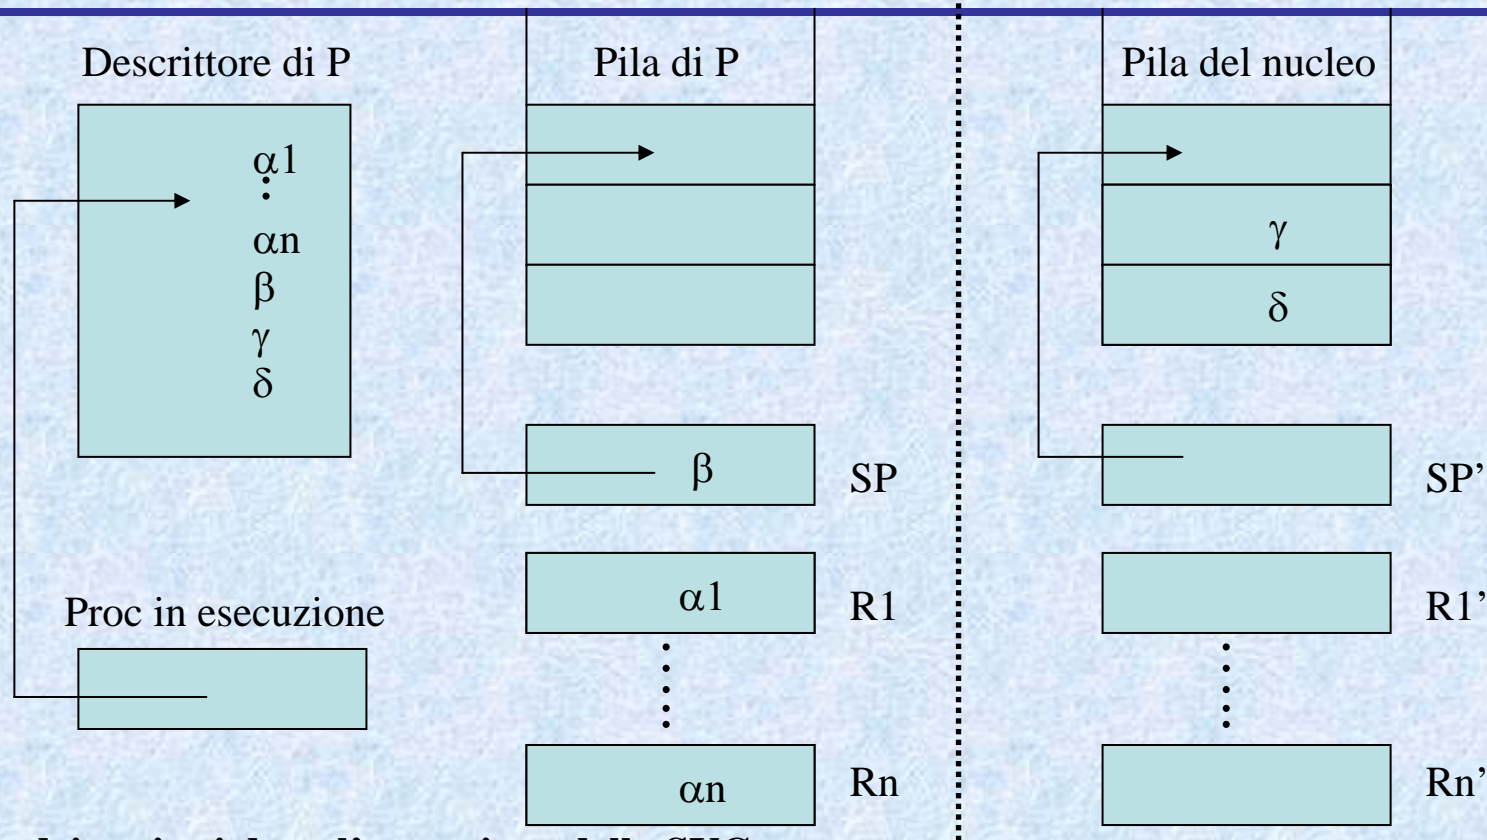 Descrittore di P
Pila di P
Pila del nucleo
α1
αn
β
γ
δ
γ
δ
β
SP
SP’
Proc in esecuzione
α1
R1
R1’
αn
Rn
Rn’